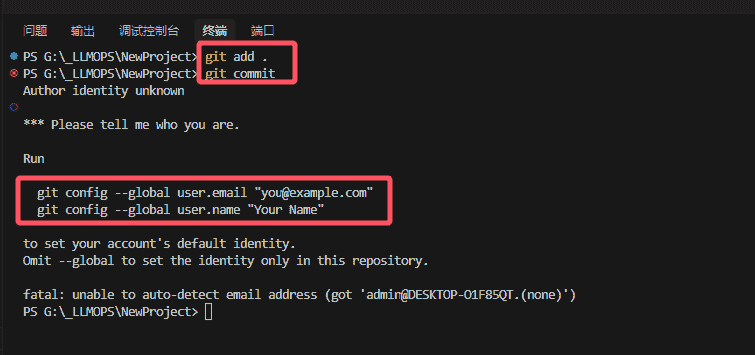 问题 输出 调试控制台 终端 端口
PS G:\_LLMOPS\NewProject> git add .
PS G:\_LLMOPS\NewProject> git commit
Author identity unknown
*** Please tell me who you are.
Run
git config --global user.email "you@example.com"
git config --global user.name "Your Name"
to set your account's default identity.
Omit --global to set the identity only in this repository.
fatal: unable to auto-detect email address (got 'admin@DESKTOP-O1F85QT.(none)')
PS G:\_LLMOPS\NewProject>